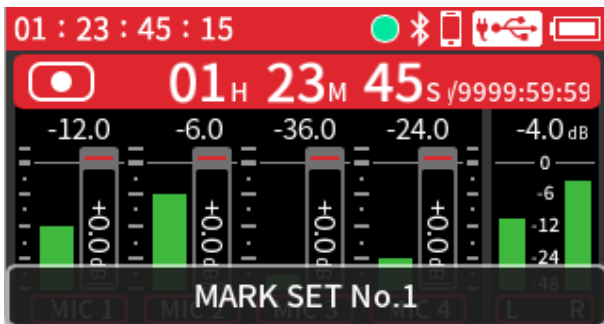 01 : 23 : 45 : 15
01H 23M 45S /9999:59:59
-12.0 -6.0 -36.0 -24.0 -4.0 dB
0
-6
+0.0dB +0.0dB +0.0dB +0.0dB -12
-24
-48
MARK SET No.1
MIC 1 MIC 2 MIC 3 MIC 4 L R